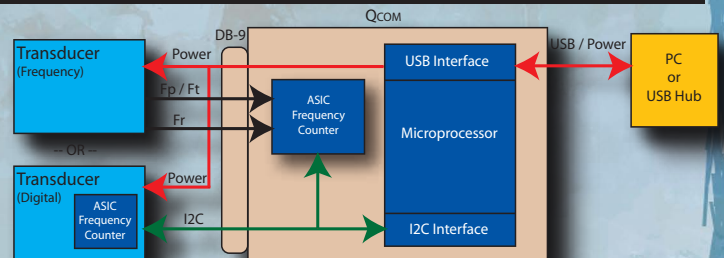 QCOM
DB-9
Transducer
(Frequency)
Power
Fp / Ft
Fr
-- OR --
Transducer
(Digital)
ASIC
Frequency
Counter
Power
I2C
ASIC
Frequency
Counter
USB Interface
Microprocessor
I2C Interface
USB / Power
PC
or
USB Hub